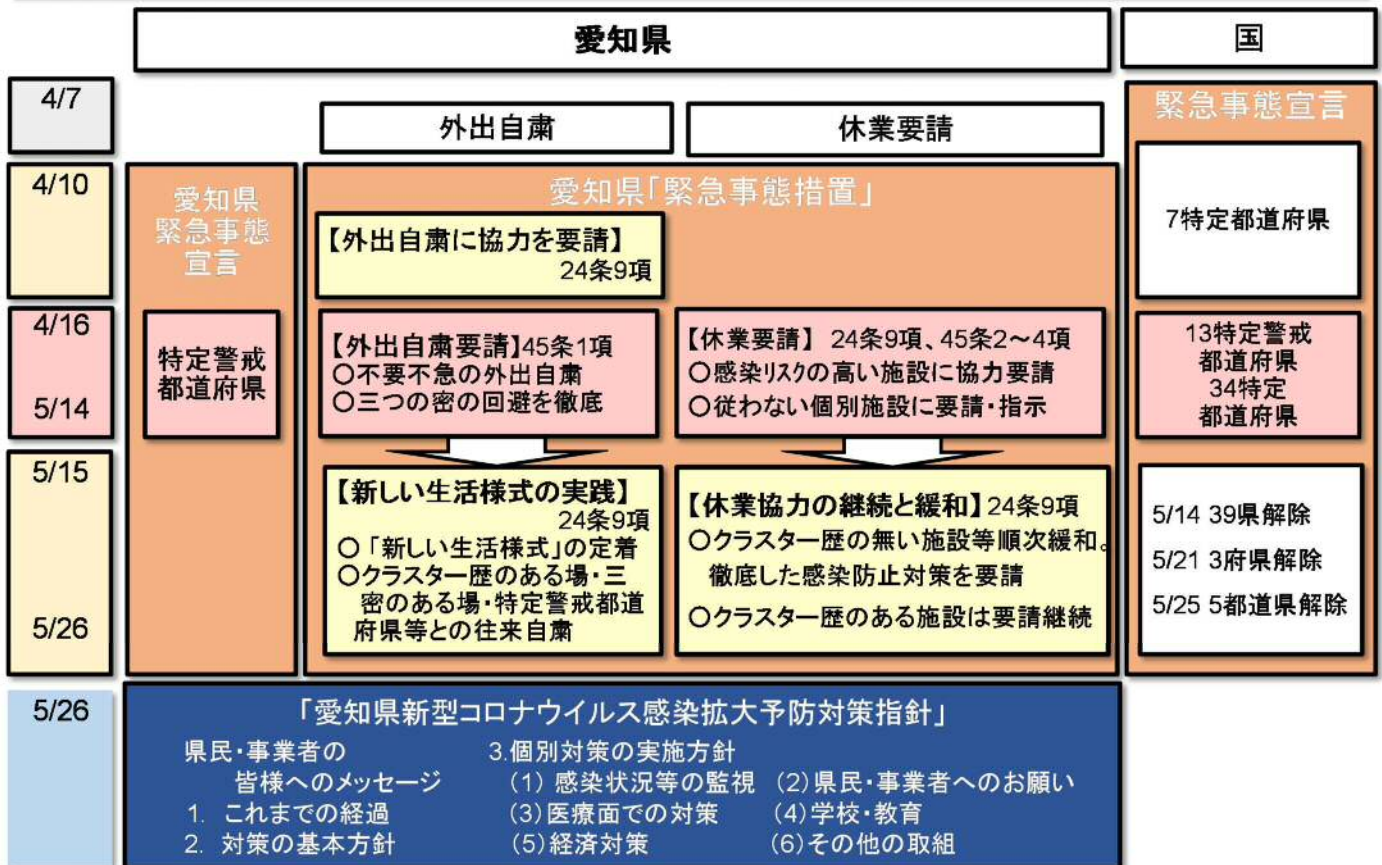 愛知県
国
4/7
外出自粛
休業要請
緊急事態宣言
7特定都道府県
4/10
愛知県
緊急事態
宣言
愛知県「緊急事態措置」
【外出自粛に協力を要請】
24条9項
4/16
5/14
特定警戒
都道府県
【外出自粛要請】45条1項
〇不要不急の外出自粛
〇三つの密の回避を徹底
【休業要請】 24条9項、45条2～4項
〇感染リスクの高い施設に協力要請
〇従わない個別施設に要請・指示
13特定警戒
都道府県
34特定
都道府県
5/15
5/26
【新しい生活様式の実践】
24条9項
〇「新しい生活様式」の定着
〇クラスター歴のある場・三
密のある場・特定警戒都道
府県等との往来自粛
【休業協力の継続と緩和】24条9項
〇クラスター歴の無い施設等順次緩和。
徹底した感染防止対策を要請
〇クラスター歴のある施設は要請継続
5/14 39県解除
5/21 3府県解除
5/25 5都道県解除
5/26
「愛知県新型コロナウイルス感染拡大予防対策指針」
県民・事業者の
皆様へのメッセージ
1. これまでの経過
2. 対策の基本方針
3.個別対策の実施方針
(1) 感染状況等の監視 (2)県民・事業者へのお願い
(3)医療面での対策 (4)学校・教育
(5)経済対策 (6)その他の取組